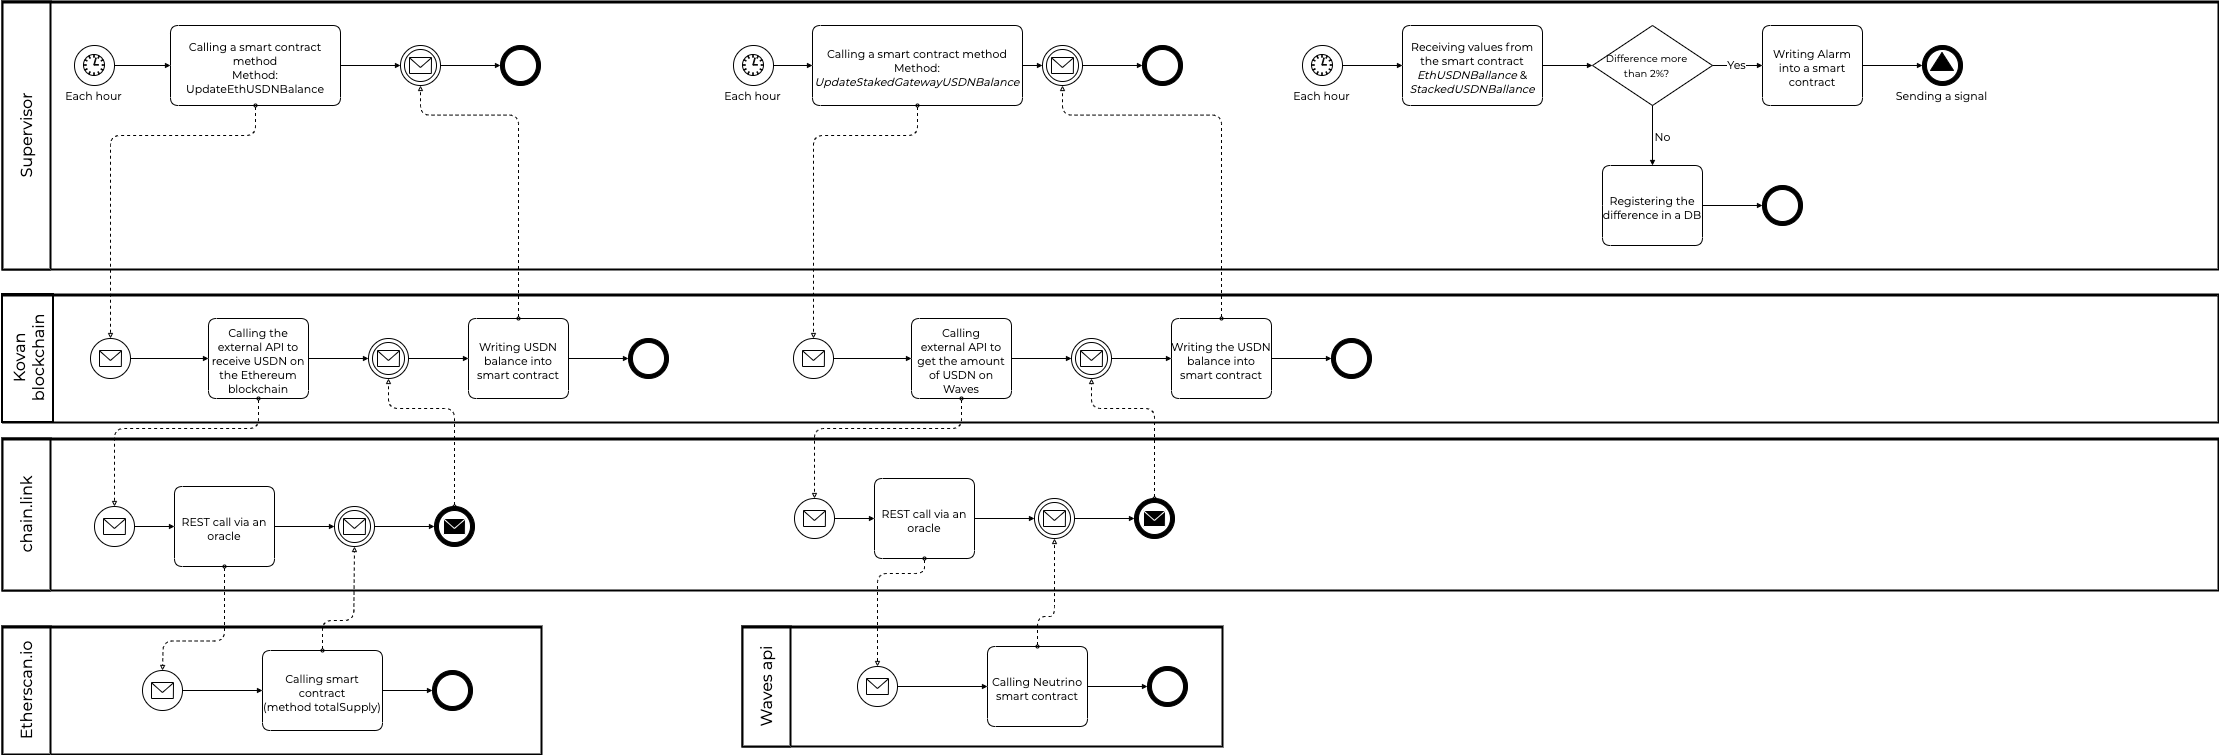 Supervisor
Each hour
Calling a smart contract
method
Method:
UpdateEthUSDNBalance
Each hour
Calling a smart contract method
Method:
UpdateStakedGatewayUSDNBalance
Each hour
Receiving values from
the smart contract
EthUSDNBallance &
StackedUSDNBallance
Difference more
than 2%?
Yes
Writing Alarm
into a smart
contract
Sending a signal
No
Registering the
difference in a DB
Kovan
blockchain
Calling the
external API to
receive USDN on
the Ethereum
blockchain
Writing USDN
balance into
smart contract
Calling
external API to
get the amount
of USDN on
Waves
Writing the USDN
balance into
smart contract
chain.link
REST call via an
oracle
REST call via an
oracle
Etherscan.io
Calling smart
contract
(method totalSupply)
Waves api
Calling Neutrino
smart contract